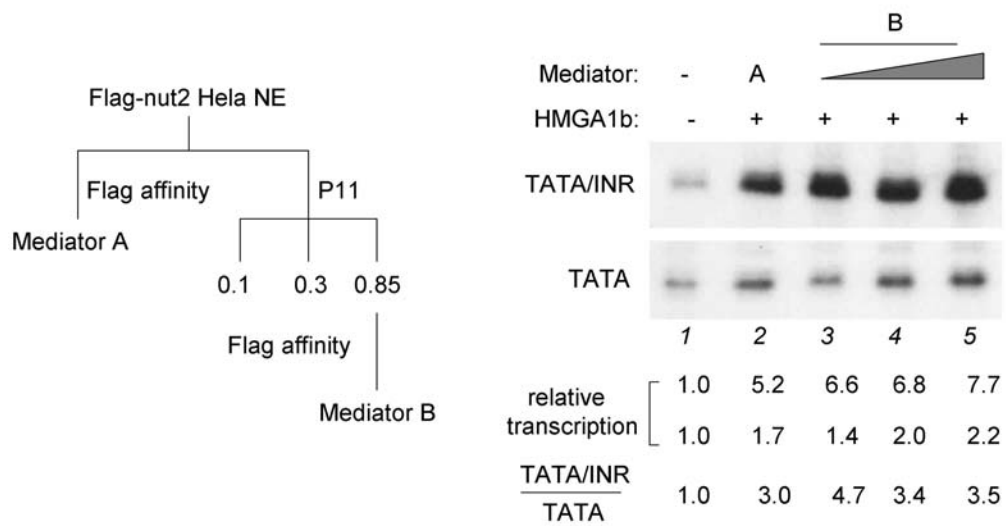 Flag-nut2 Hela NE
Flag affinity
P11
Mediator A
0.1 0.3 0.85
Flag affinity
Mediator B
B
Mediator: - A
HMGA1b: - + + + +
TATA/INR
TATA
1 2 3 4 5
relative transcription
1.0 5.2 6.6 6.8 7.7
1.0 1.7 1.4 2.0 2.2
TATA/INR
TATA
1.0 3.0 4.7 3.4 3.5